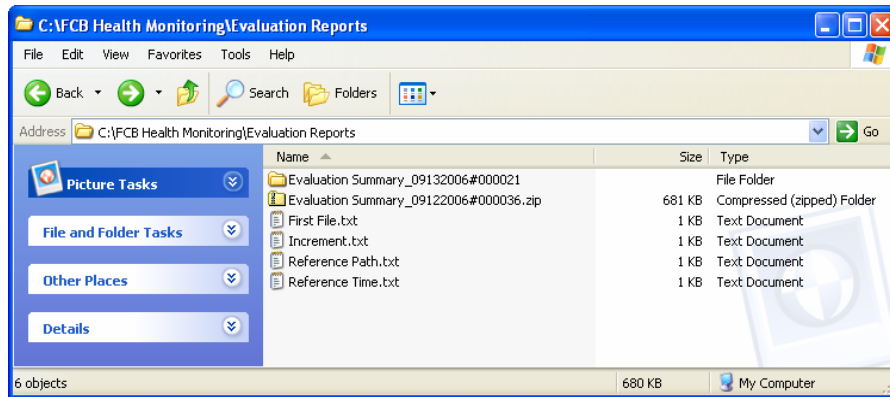 C:\FCB Health Monitoring\Evaluation Reports
File Edit View Favorites Tools Help
Back Search Folders
Address C:\FCB Health Monitoring\Evaluation Reports Go
Name Size Type
Picture Tasks
Evaluation Summary_09132006#000021 File Folder
Evaluation Summary_09122006#000036.zip 681 KB Compressed (zipped) Folder
First File.txt 1 KB Text Document
File and Folder Tasks
Increment.txt 1 KB Text Document
Reference Path.txt 1 KB Text Document
Other Places
Reference Time.txt 1 KB Text Document
Details
6 objects 680 KB My Computer